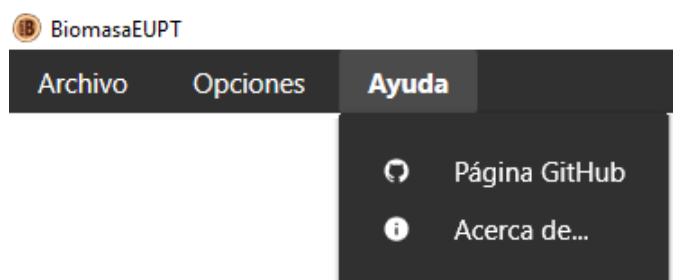 BiomasaEUPT
Archivo Opciones Ayuda
Página GitHub
Acerca de...